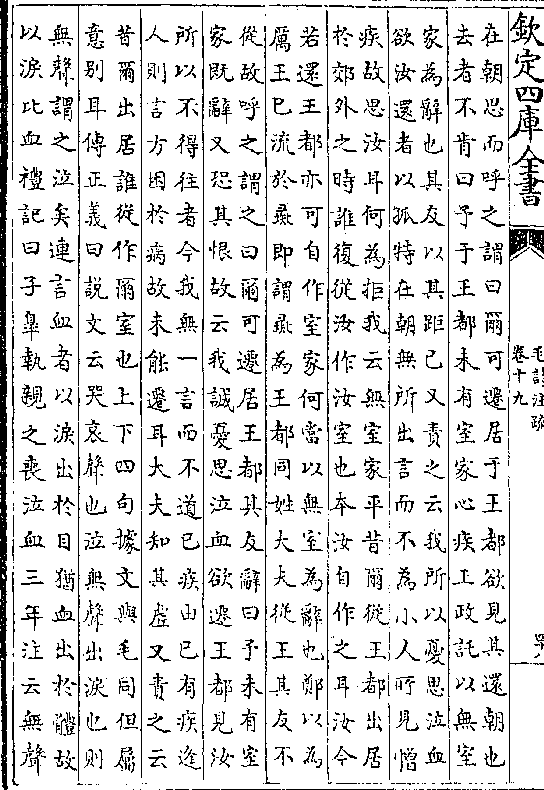 欽定四庫全書
毛詩注疏
卷十九
在朝思而呼之謂曰爾可遷居于王都欲見其還朝也
去者不肯曰予于王都未有室家心疾王政託以無室
家為辭也其友以其距已又責之云我所以憂思泣血
欲汝還者以孤特在朝無所出言而不為小人所見憎
疾故思汝耳何為拒我云無室家平昔爾從王都出居
於郊外之時誰復從汝作汝室也本汝自作之耳汝今
若還王都亦可自作室家何當以無室為辭也鄭以為
厲王已流於彘即謂彘為王都同姓大夫從王其友不
從故呼之謂之曰爾可遷居王都其友辭曰予未有室
家既辭又恐其恨故云我誠憂思泣血欲遷王都見汝
所以不得往者今我無一言而不道已疾由已有疾逢
人則言方困於病故未能遷耳大夫知其虛又責之云
昔爾出居誰從作爾室也上下四句據文與毛同但屬
意别耳傳正義曰説文云哭哀聲也泣無聲出淚也則
無聲謂之泣矣連言血者以淚出於目猶血出於體故
以淚比血禮記曰子皋執親之喪泣血三年注云無聲